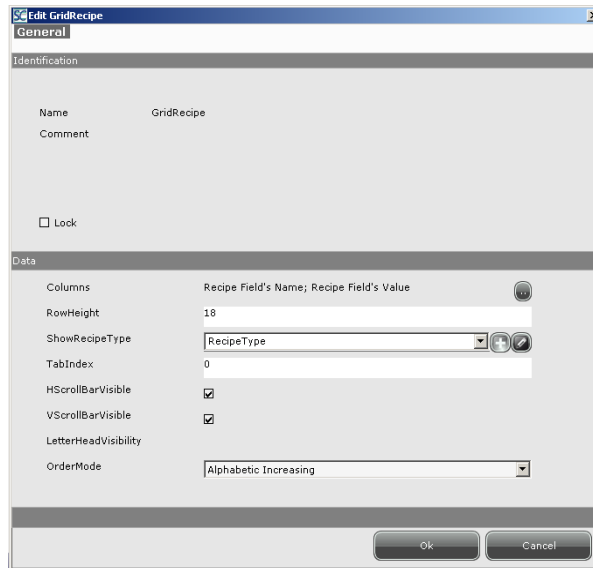 SC Edit GridRecipe
General
Identification
Name GridRecipe
Comment
Lock
Data
Columns Recipe Field's Name; Recipe Field's Value ...
RowHeight 18
ShowRecipeType RecipeType
TabIndex 0
HScrollBarVisible
VScrollBarVisible
LetterHeadVisibility
OrderMode Alphabetic Increasing
Ok Cancel